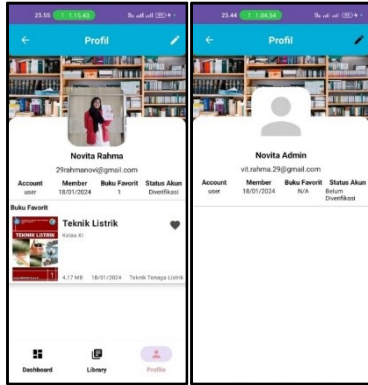 23.55 1.15.43
Profil
Novita Rahma
29rahmanovi@gmail.com
Account Member Buku Favorit Status Akun
user 18/01/2024 1 Diverifikasi
Buku Favorit
Teknik Listrik
Kelas XI
TEKNIK LISTRIK
4.17 MB 18/01/2024 Teknik Tenaga Listrik
Dashboard Library Profile
23.44 1.04.54
Profil
Novita Admin
vit.rahma.29@gmail.com
Account Member Buku Favorit Status Akun
user 18/01/2024 N/A Belum
Diverifikasi